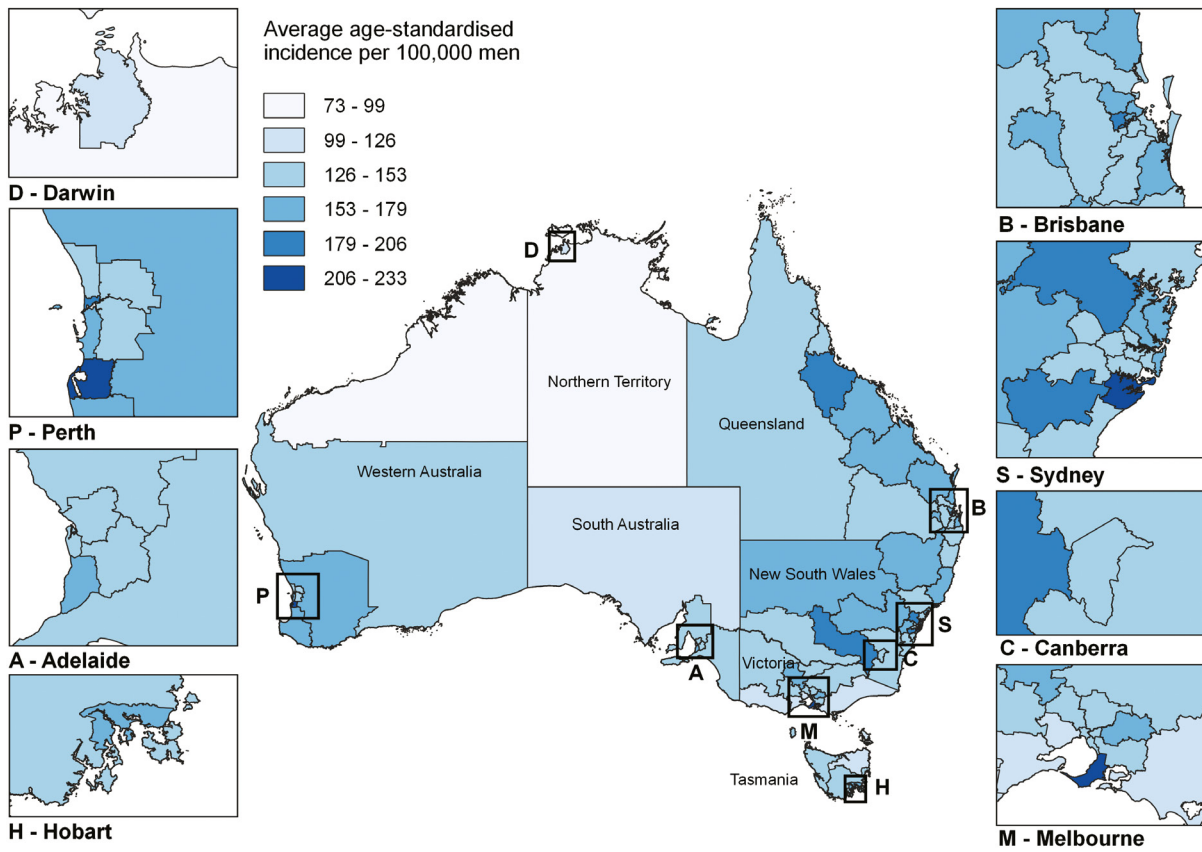 Average age-standardised
incidence per 100,000 men
73 - 99
99 - 126
126 - 153
153 - 179
179 - 206
206 - 233
D - Darwin
P - Perth
A - Adelaide
H - Hobart
D
Northern Territory
Queensland
Western Australia
South Australia
New South Wales
Victoria
Tasmania
P
A
M
H
C
S
B
B - Brisbane
S - Sydney
C - Canberra
M - Melbourne